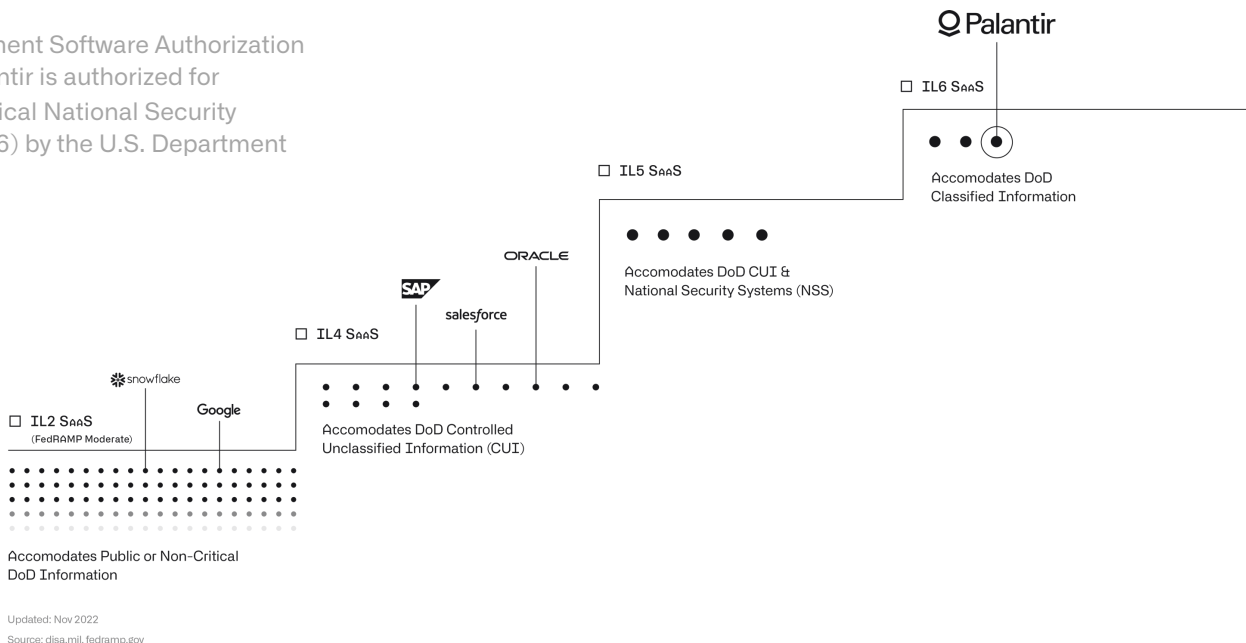 ment Software Authorization
ntir is authorized for
ical National Security
6) by the U.S. Department
Palantir
IL6 SaaS
Accomodates DoD
Classified Information
IL5 SaaS
Accomodates DoD CUI &
National Security Systems (NSS)
ORACLE
SAP
salesforce
IL4 SaaS
Accomodates DoD Controlled
Unclassified Information (CUI)
snowflake
Google
IL2 SaaS
(FedRAMP Moderate)
Accomodates Public or Non-Critical
DoD Information
Updated: Nov 2022
Source: disa.mil, fedramp.gov